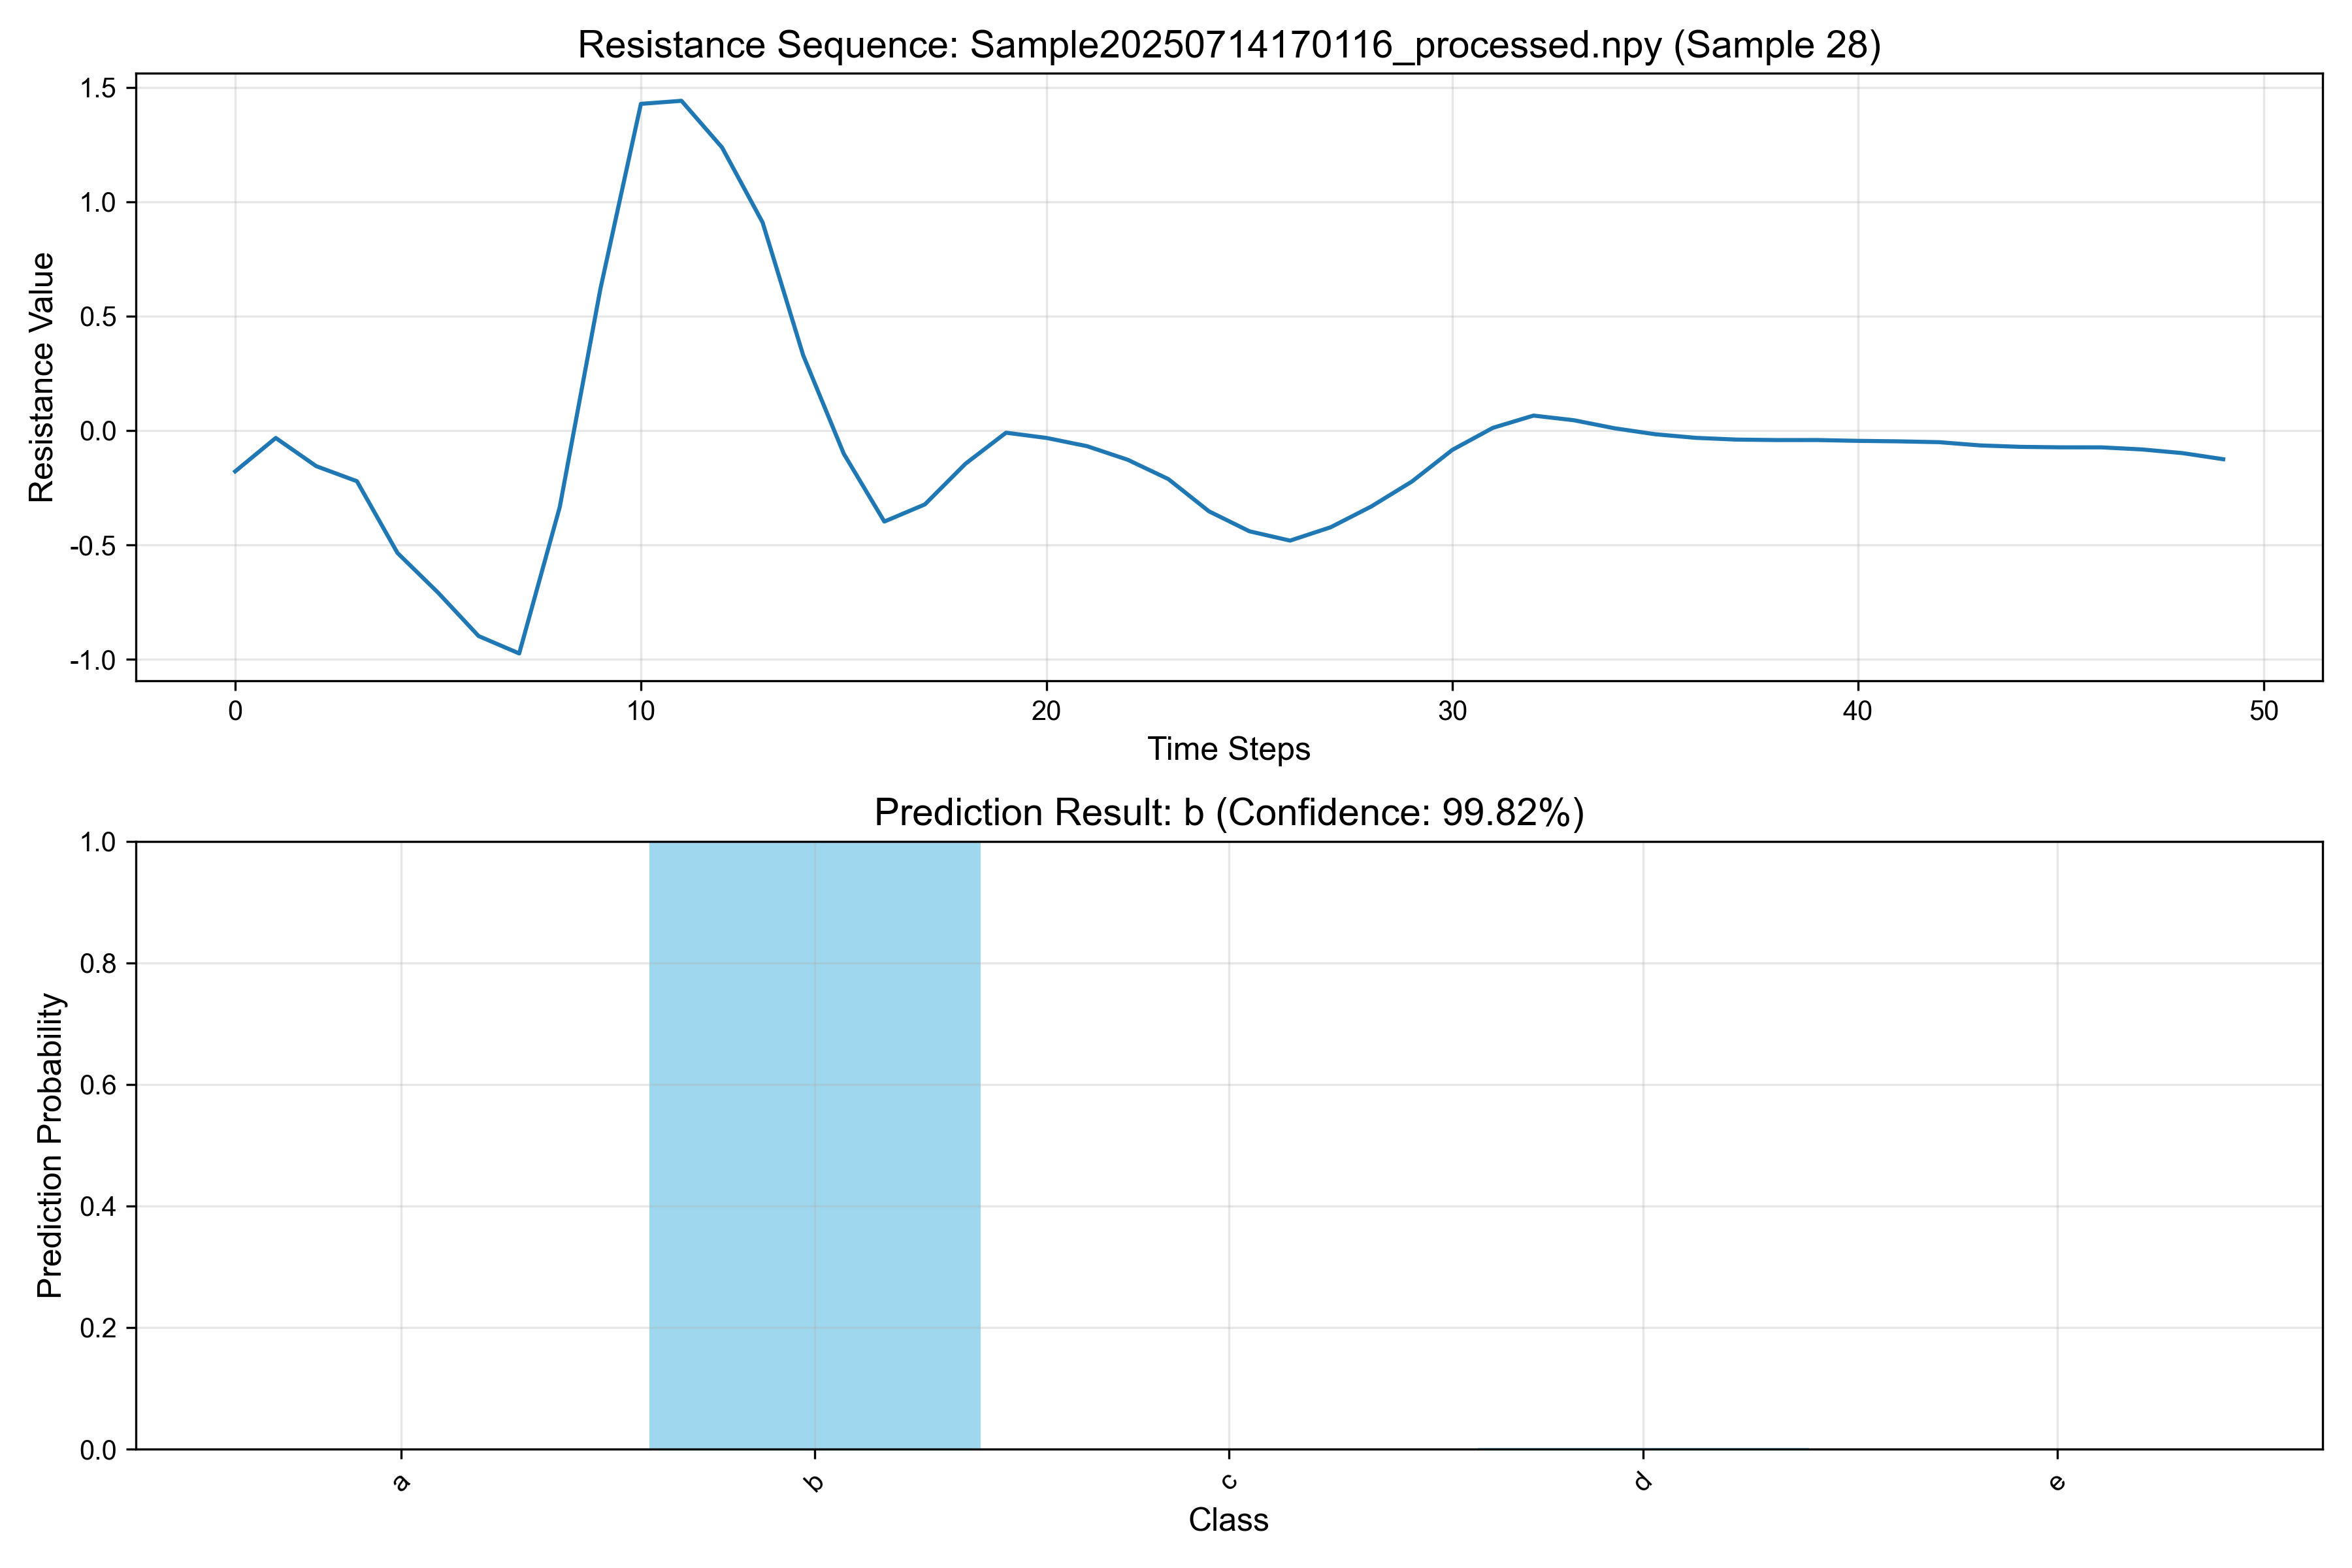 Resistance Sequence: Sample20250714170116_processed.npy (Sample 28)
1.5
1.0
0.5
0.0
-0.5
-1.0
Resistance Value
0 10 20 30 40 50
Time Steps
Prediction Result: b (Confidence: 99.82%)
1.0
0.8
0.6
0.4
0.2
0.0
Prediction Probability
a b c d e
Class